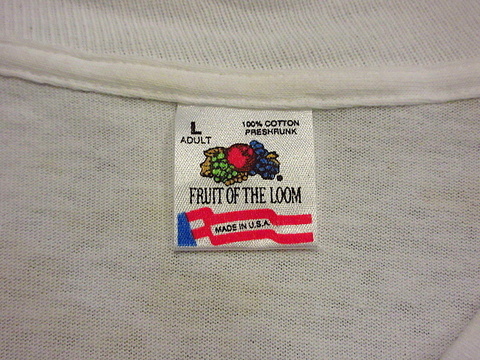 L
ADULT
100% COTTON
PRESHRUNK
FRUIT OF THE LOOM
MADE IN U.S.A.